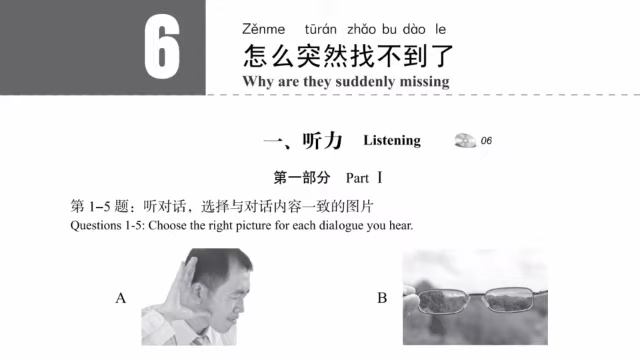 6
Zěnme tūrán zhǎo bu dào le
怎么突然找不到了
Why are they suddenly missing
一、听力 Listening 06
第一部分 Part Ⅰ
第 1-5 题：听对话，选择与对话内容一致的图片
Questions 1-5: Choose the right picture for each dialogue you hear.
A B